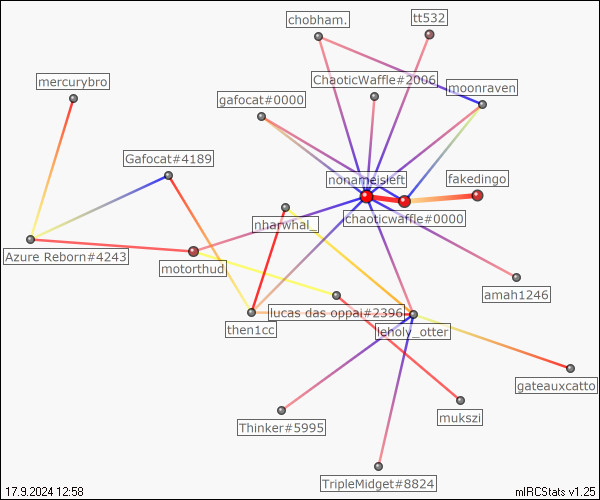 chobham.
tt532
mercurybro
ChaoticWaffle#2006
moonraven
gafocat#0000
Gafocat#4189
nonameisleft
fakedingo
nharwhal_
chaoticwaffle#0000
Azure Reborn#4243
motorthud
amah1246
lucas das oppai#2396
then1cc
leholy_otter
gateauxcatto
mukszi
Thinker#5995
TripleMidget#8824
17.9.2024 12:58
mIRCStats v1.25